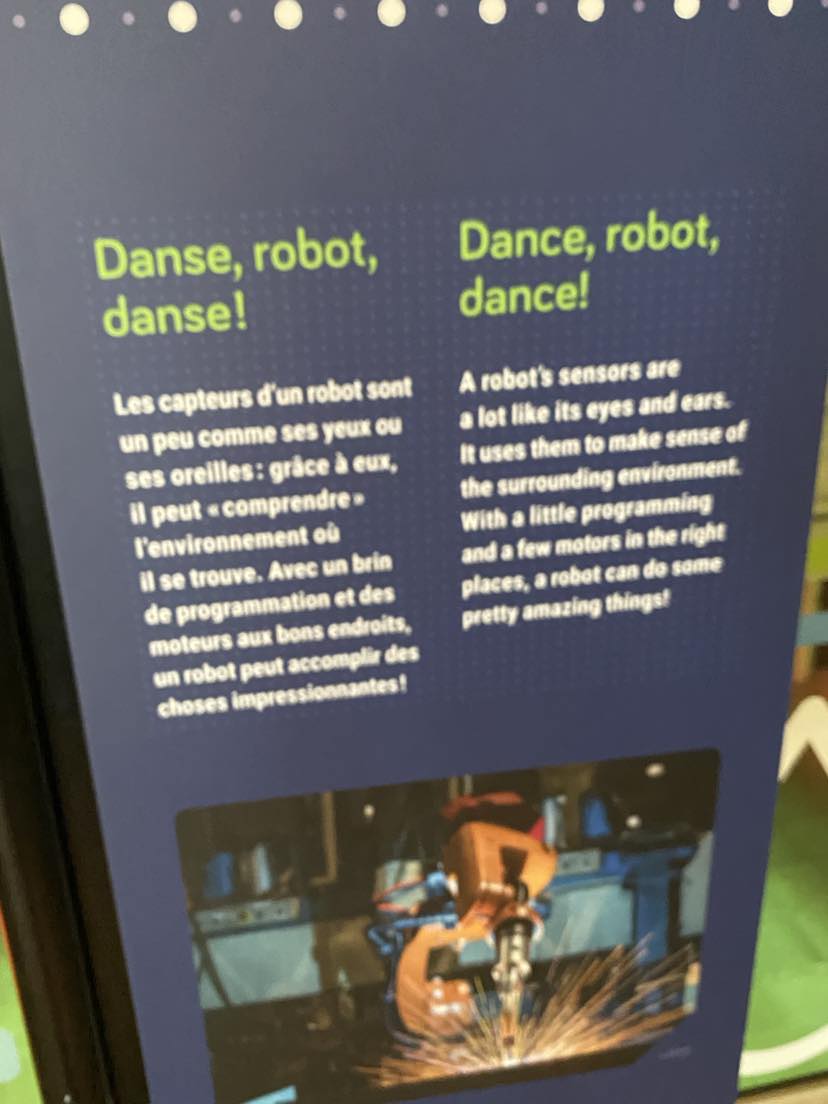 Danse, robot,
danse!
Les capteurs d'un robot sont
un peu comme ses yeux ou
ses oreilles : grâce à eux,
il peut « comprendre »
l'environnement où
il se trouve. Avec un brin
de programmation et des
moteurs aux bons endroits,
un robot peut accomplir des
choses impressionnantes !
Dance, robot,
dance!
A robot's sensors are
a lot like its eyes and ears.
It uses them to make sense of
the surrounding environment.
With a little programming
and a few motors in the right
places, a robot can do some
pretty amazing things!